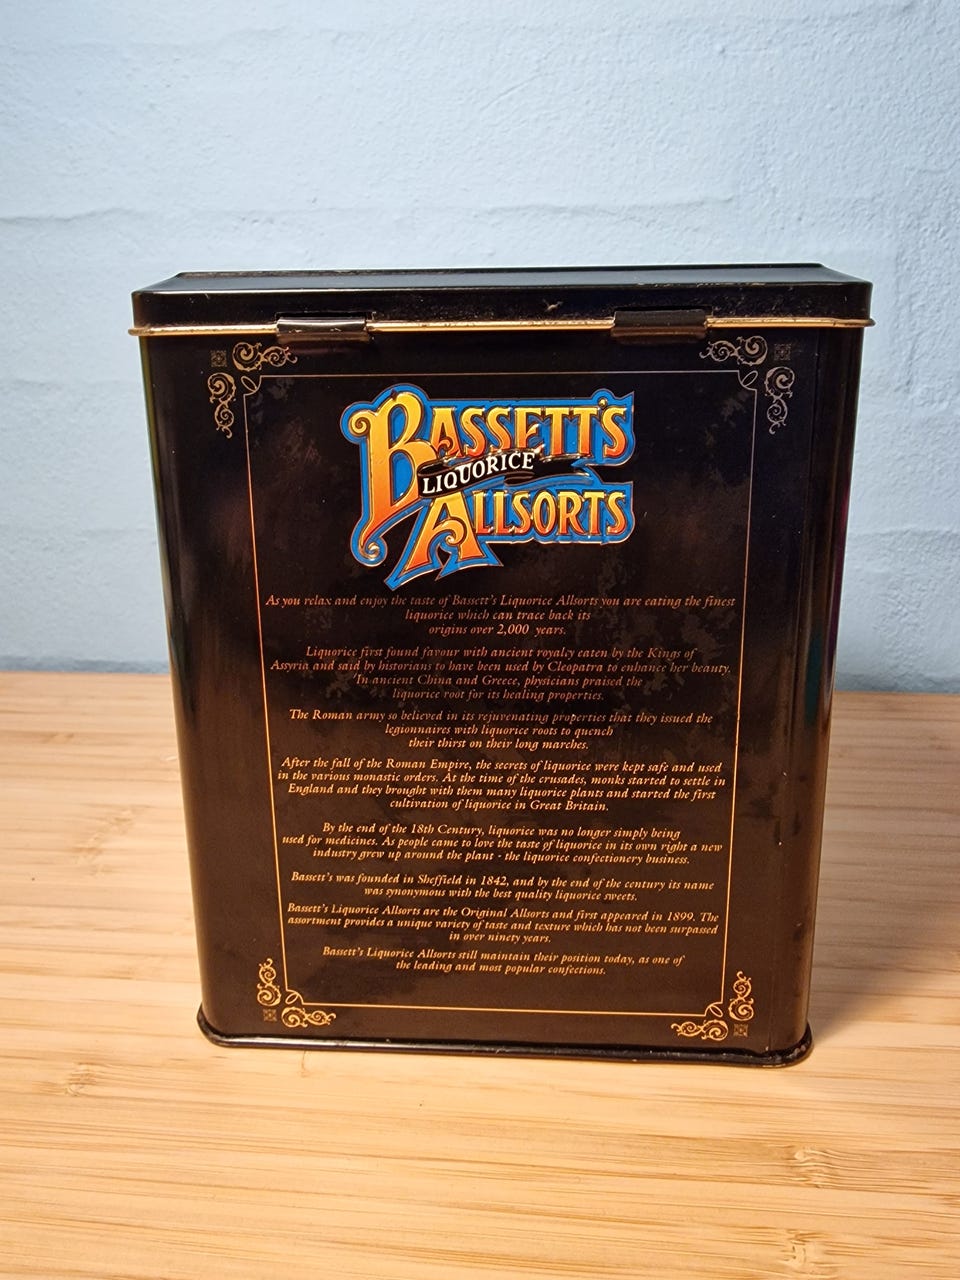 BASSETT'S
LIQUORICE
ALLSORTS
As you relax and enjoy the taste of Bassett's Liquorice Allsorts you are eating the finest
liquorice which can trace back its
origins over 2,000 years.
Liquorice first found favour with ancient royalty eaten by the Kings of
Assyria and said by historians to have been used by Cleopatra to enhance her beauty.
In ancient China and Greece, physicians praised the
liquorice root for its healing properties.
The Roman army so believed in its rejuvenating properties that they issued the
legionnaires with liquorice roots to quench
their thirst on their long marches.
After the fall of the Roman Empire, the secrets of liquorice were kept safe and used
in the various monastic orders. At the time of the crusades, monks started to settle in
England and they brought with them many liquorice plants and started the first
cultivation of liquorice in Great Britain.
By the end of the 18th Century, liquorice was no longer simply being
used for medicines. As people came to love the taste of liquorice in its own right a new
industry grew up around the plant - the liquorice confectionery business.
Bassett's was founded in Sheffield in 1842, and by the end of the century its name
was synonymous with the best quality liquorice sweets.
Bassett's Liquorice Allsorts are the Original Allsorts and first appeared in 1899. The
assortment provides a unique variety of taste and texture which has not been surpassed
in over ninety years.
Bassett's Liquorice Allsorts still maintain their position today, as one of
the leading and most popular confections.